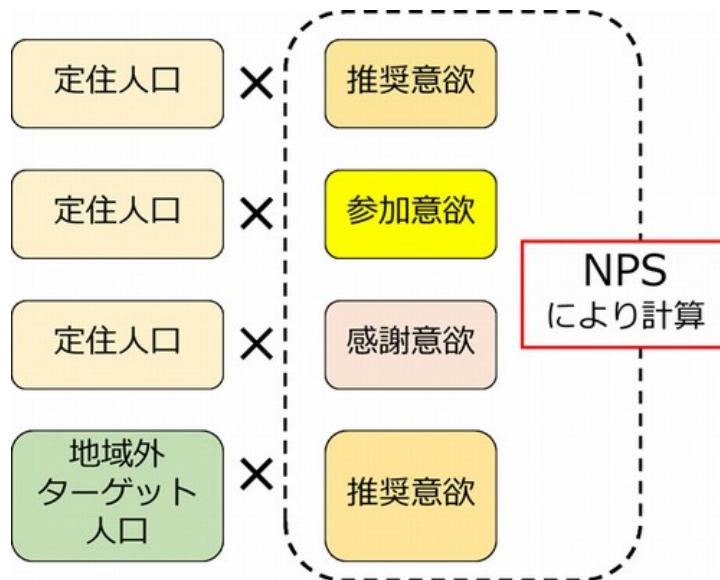 定住人口 × 推奨意欲
定住人口 × 参加意欲
NPS
により計算
定住人口 × 感謝意欲
地域外
ターゲット
人口
× 推奨意欲